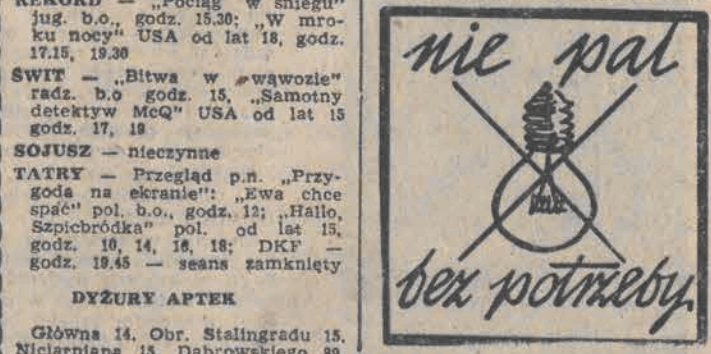 REKORD — „Pociąg w śniegu"
jug. b.o., godz. 15.30; „W mro-
ku nocy" USA od lat 18, godz.
17.15, 19.30
ŚWIT — „Bitwa w wąwozie"
radz. b.o godz. 15, „Samotny
detektyw McQ" USA od lat 15
godz. 17, 19
SOJUSZ — nieczynne
TATRY — Przegląd p.n. „Przy-
goda na ekranie": „Ewa chce
spać" pol. b.o., godz. 12; „Hallo,
Szpicbródka" pol. od lat 15,
godz. 10, 14, 16, 18; DKF —
godz. 19.45 — seans zamknięty
DYŻURY APTEK
Główna 14, Obr. Stalingradu 15,
Niciarniana 15, Dąbrowskiego 89,
nie pal
bez potrzeby